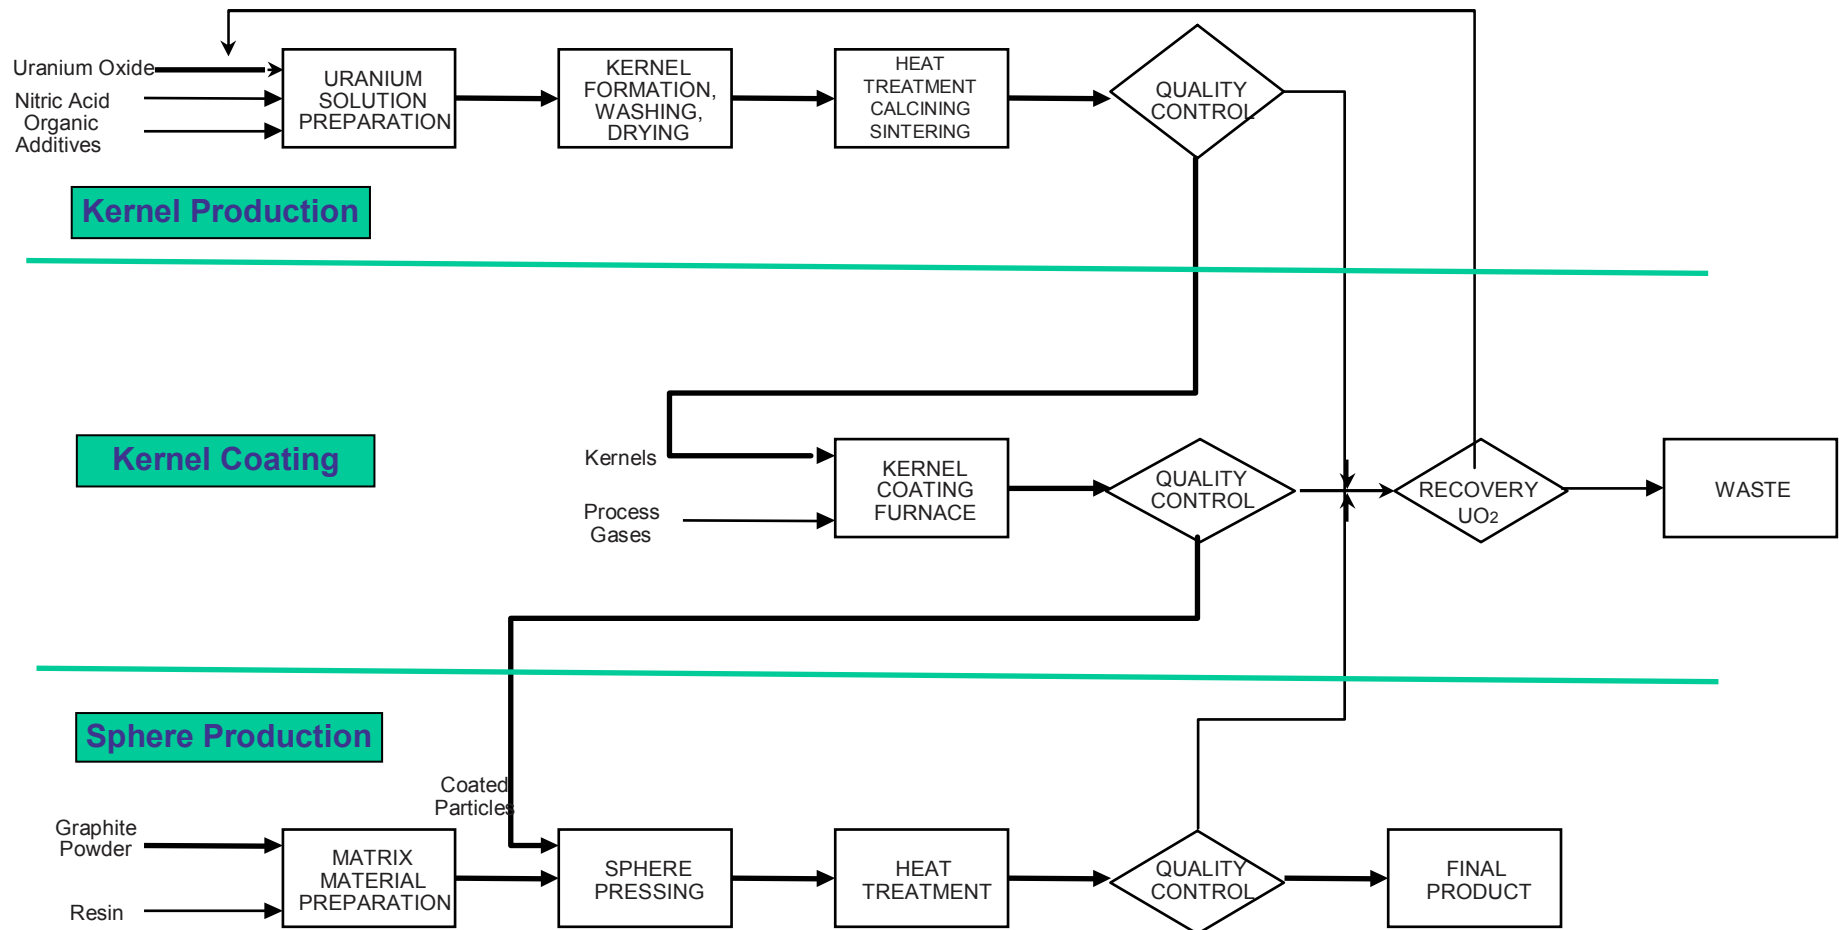 Uranium Oxide
Nitric Acid
Organic
Additives
URANIUM
SOLUTION
PREPARATION
KERNEL
FORMATION,
WASHING,
DRYING
HEAT
TREATMENT
CALCINING
SINTERING
QUALITY
CONTROL
Kernel Production
Kernel Coating
Kernels
Process
Gases
KERNEL
COATING
FURNACE
QUALITY
CONTROL
RECOVERY
UO2
WASTE
Sphere Production
Coated
Particles
Graphite
Powder
Resin
MATRIX
MATERIAL
PREPARATION
SPHERE
PRESSING
HEAT
TREATMENT
QUALITY
CONTROL
FINAL
PRODUCT